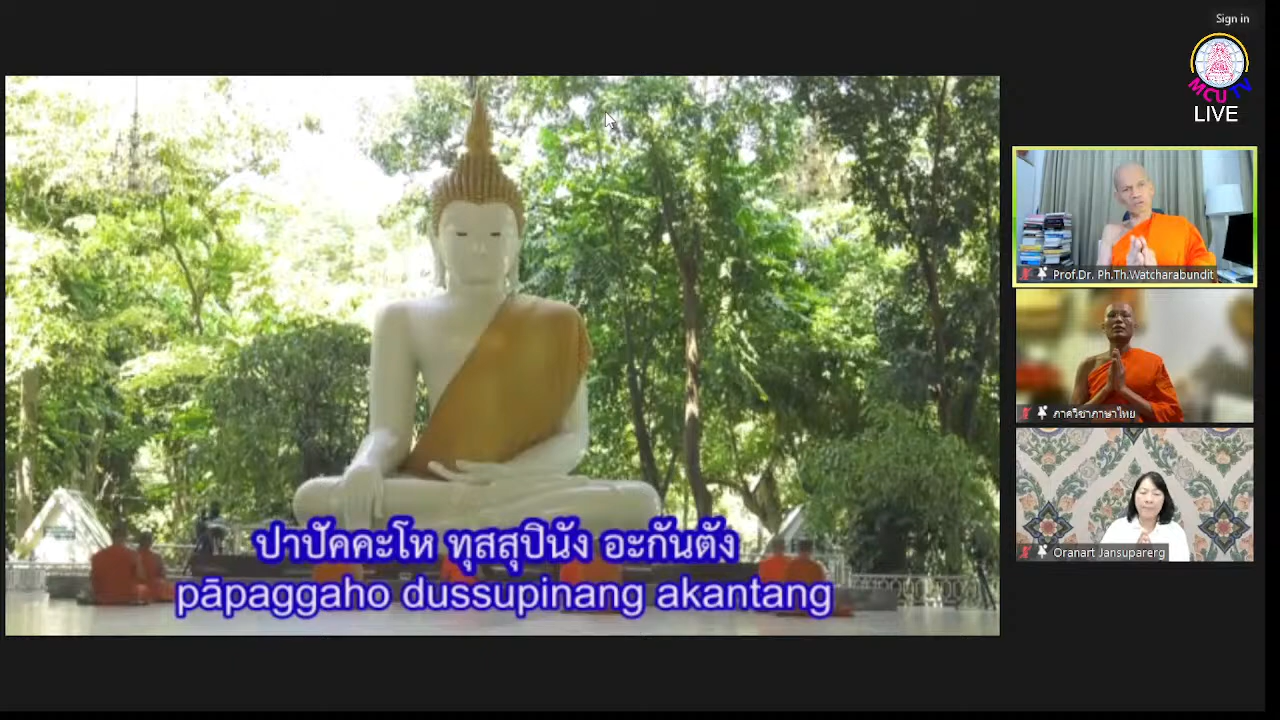 Sign in
MCU TV
LIVE
Prof.Dr. Ph.Th.Watcharabundit
ภาควิชาภาษาไทย
Oranart Jansuparerg
ปาปัคคะโห ทุสสุปินัง อะกันตัง
pāpaggaho dussupinang akantang